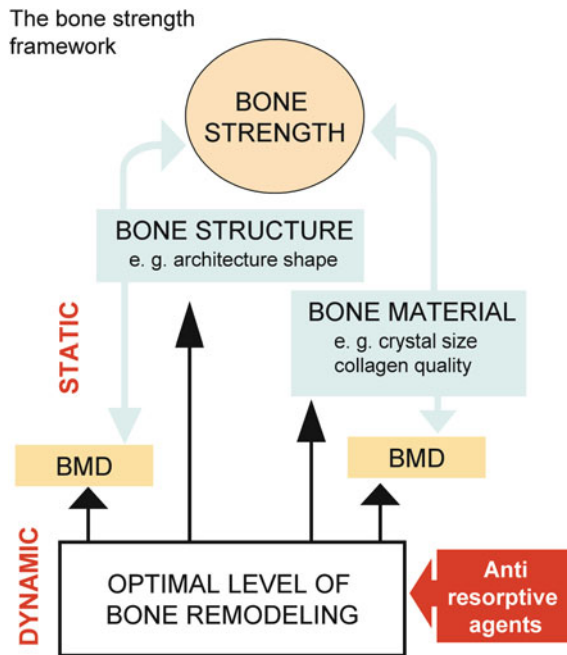 The bone strength
framework
BONE
STRENGTH
BONE STRUCTURE
e. g. architecture shape
BONE MATERIAL
e. g. crystal size
collagen quality
STATIC
BMD
BMD
DYNAMIC
OPTIMAL LEVEL OF
BONE REMODELING
Anti
resorptive
agents